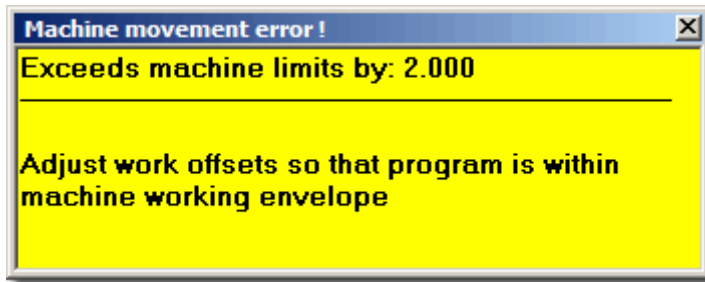 Machine movement error !
Exceeds machine limits by: 2.000
Adjust work offsets so that program is within
machine working envelope